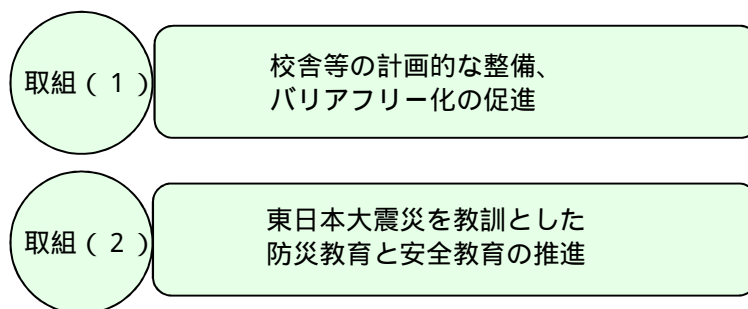 取組(1)
校舎等の計画的な整備、
バリアフリー化の促進
取組(2)
東日本大震災を教訓とした
防災教育と安全教育の推進